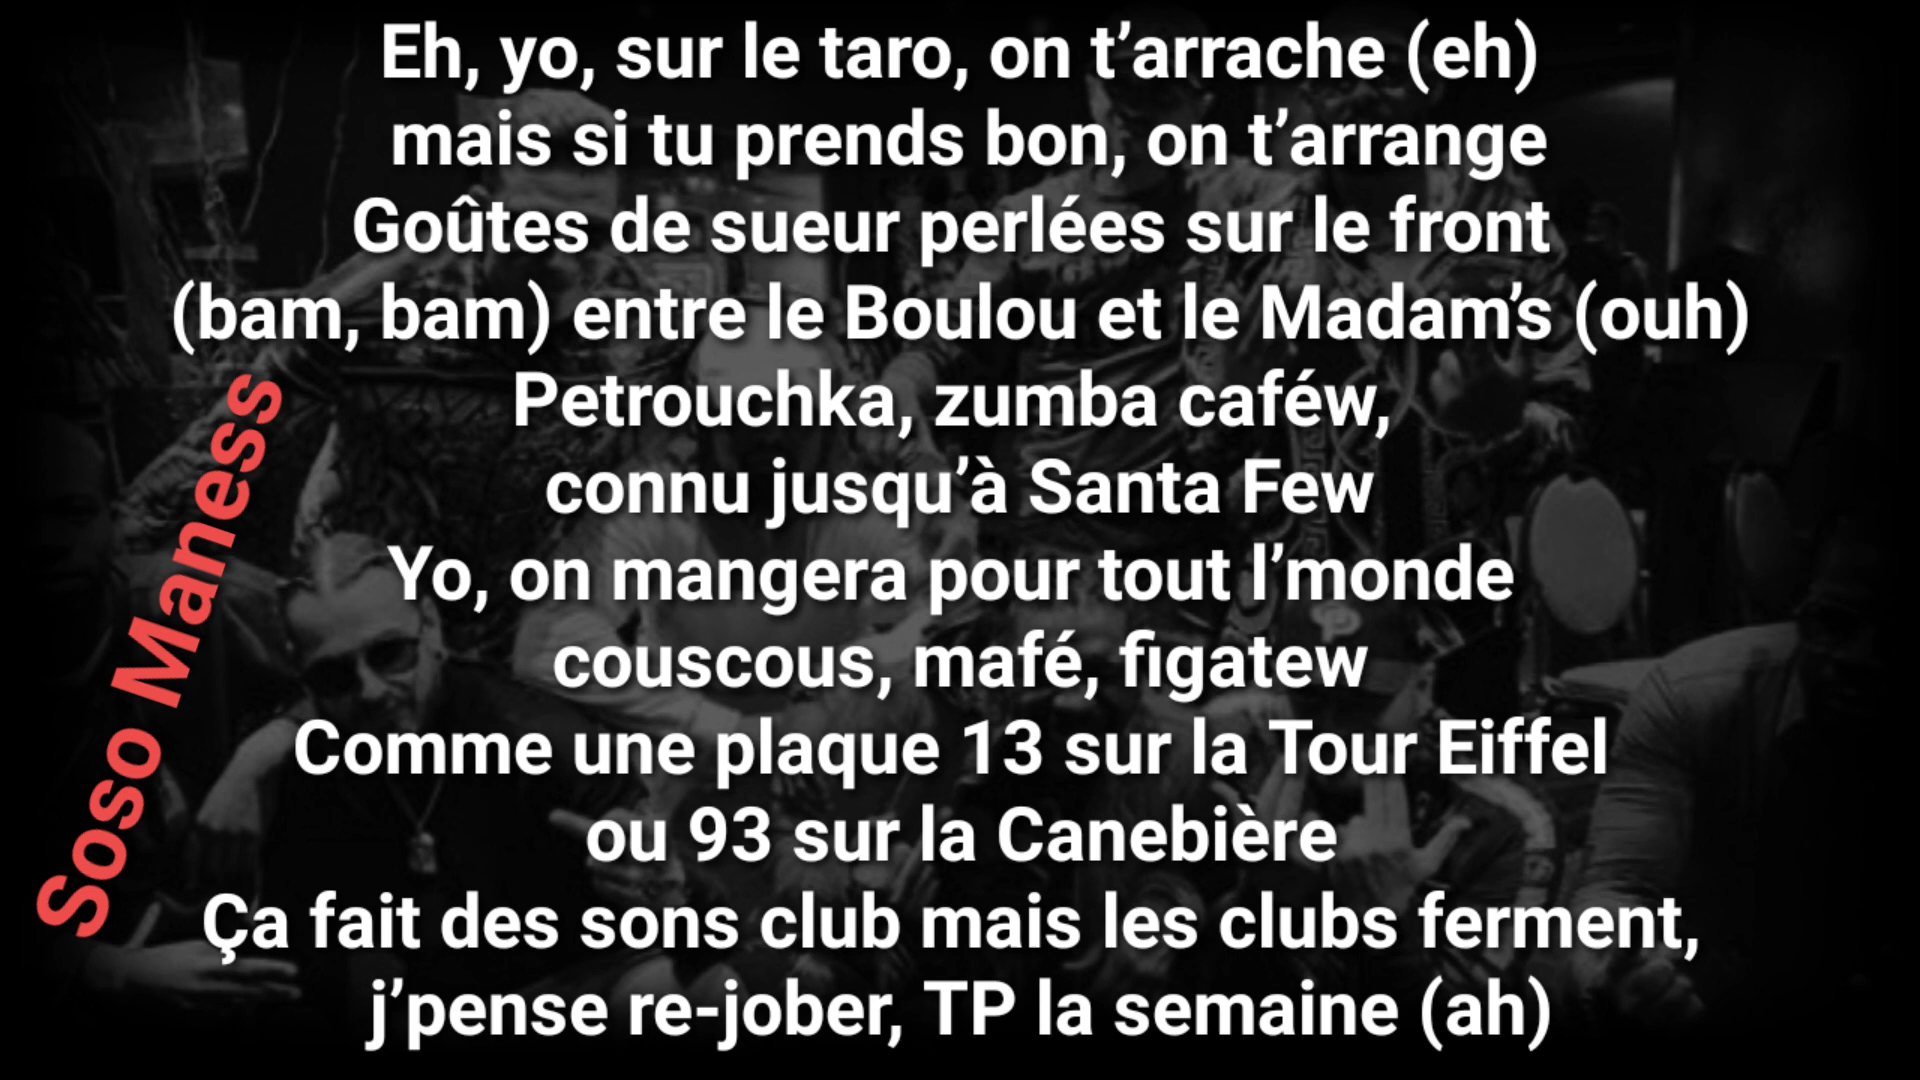 Eh, yo, sur le taro, on t’arrache (eh)
mais si tu prends bon, on t’arrange
Goûtes de sueur perlées sur le front
(bam, bam) entre le Boulou et le Madam’s (ouh)
Petrouchka, zumba caféw,
connu jusqu’à Santa Few
Yo, on mangera pour tout l’monde
couscous, mafé, figatew
Comme une plaque 13 sur la Tour Eiffel
ou 93 sur la Canebière
Ça fait des sons club mais les clubs ferment,
j’pense re-jober, TP la semaine (ah)
Soso Maness